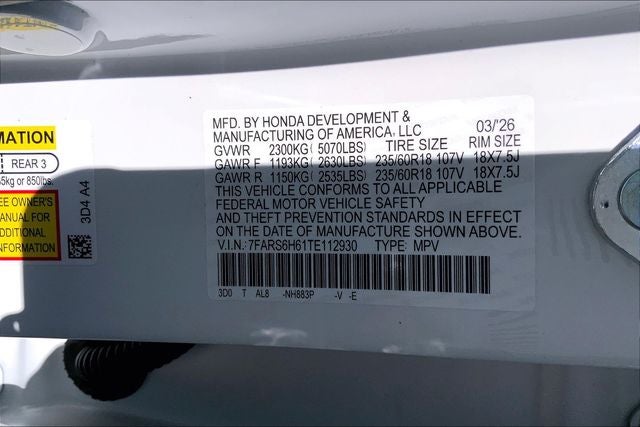 MATION
REAR 3
5kg or 850lbs.
EE OWNER'S
ANUAL FOR
DDITIONAL
NFORMATION
3D4 A4
MFD. BY HONDA DEVELOPMENT &
MANUFACTURING OF AMERICA, LLC 03/'26
GVWR 2300KG( 5070LBS) TIRE SIZE RIM SIZE
GAWR F 1193KG( 2630LBS) 235/60R18 107V 18X7.5J
GAWR R 1150KG( 2535LBS) 235/60R18 107V 18X7.5J
THIS VEHICLE CONFORMS TO ALL APPLICABLE
FEDERAL MOTOR VEHICLE SAFETY
AND THEFT PREVENTION STANDARDS IN EFFECT
ON THE DATE OF MANUFACTURE SHOWN ABOVE.
V.I.N.:7FARS6H61TE112930 TYPE: MPV
3D0 T AL8 -NH883P -V -E